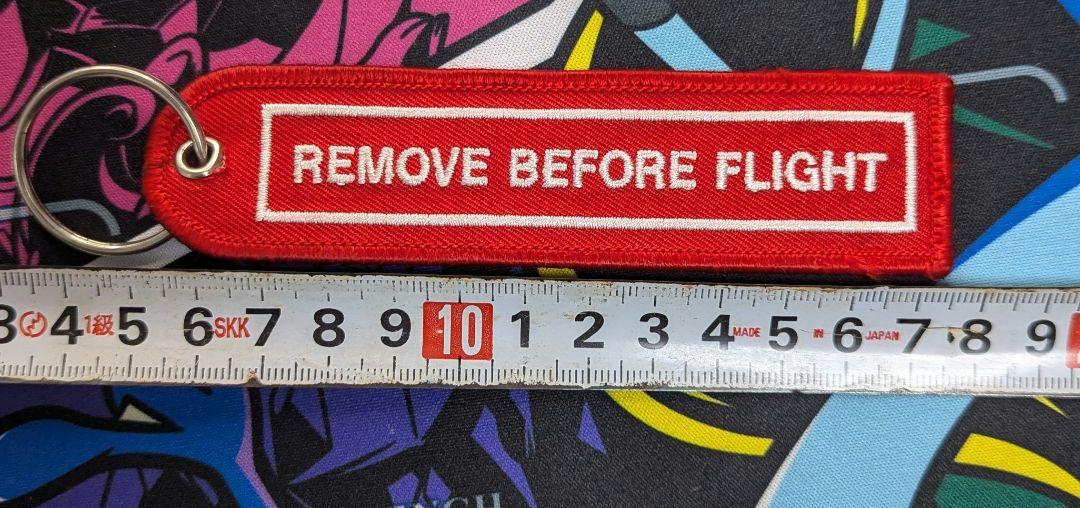 REMOVE BEFORE FLIGHT
3 4 1級 5 6 SKK 7 8 9 10 1 2 3 4 MADE 5 IN 6 JAPAN 7 8 9